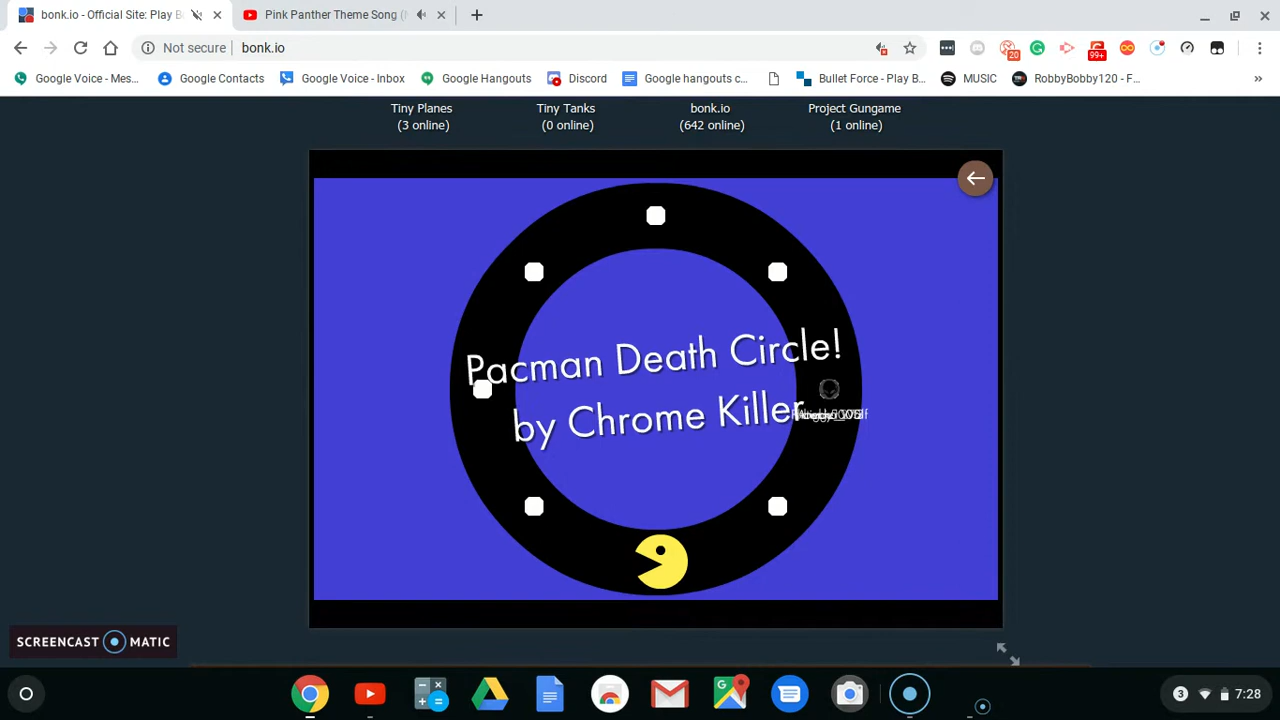 bonk.io - Official Site: Play B
Pink Panther Theme Song (
Not secure
bonk.io
20
99+
Google Voice - Mes...
Google Contacts
Google Voice - Inbox
Google Hangouts
Discord
Google hangouts c...
Bullet Force - Play B...
MUSIC
RobbyBobby120 - F...
»
Tiny Planes
(3 online)
Tiny Tanks
(0 online)
bonk.io
(642 online)
Project Gungame
(1 online)
Pacman Death Circle!
by Chrome Killer
SCREENCAST MATIC
3
7:28